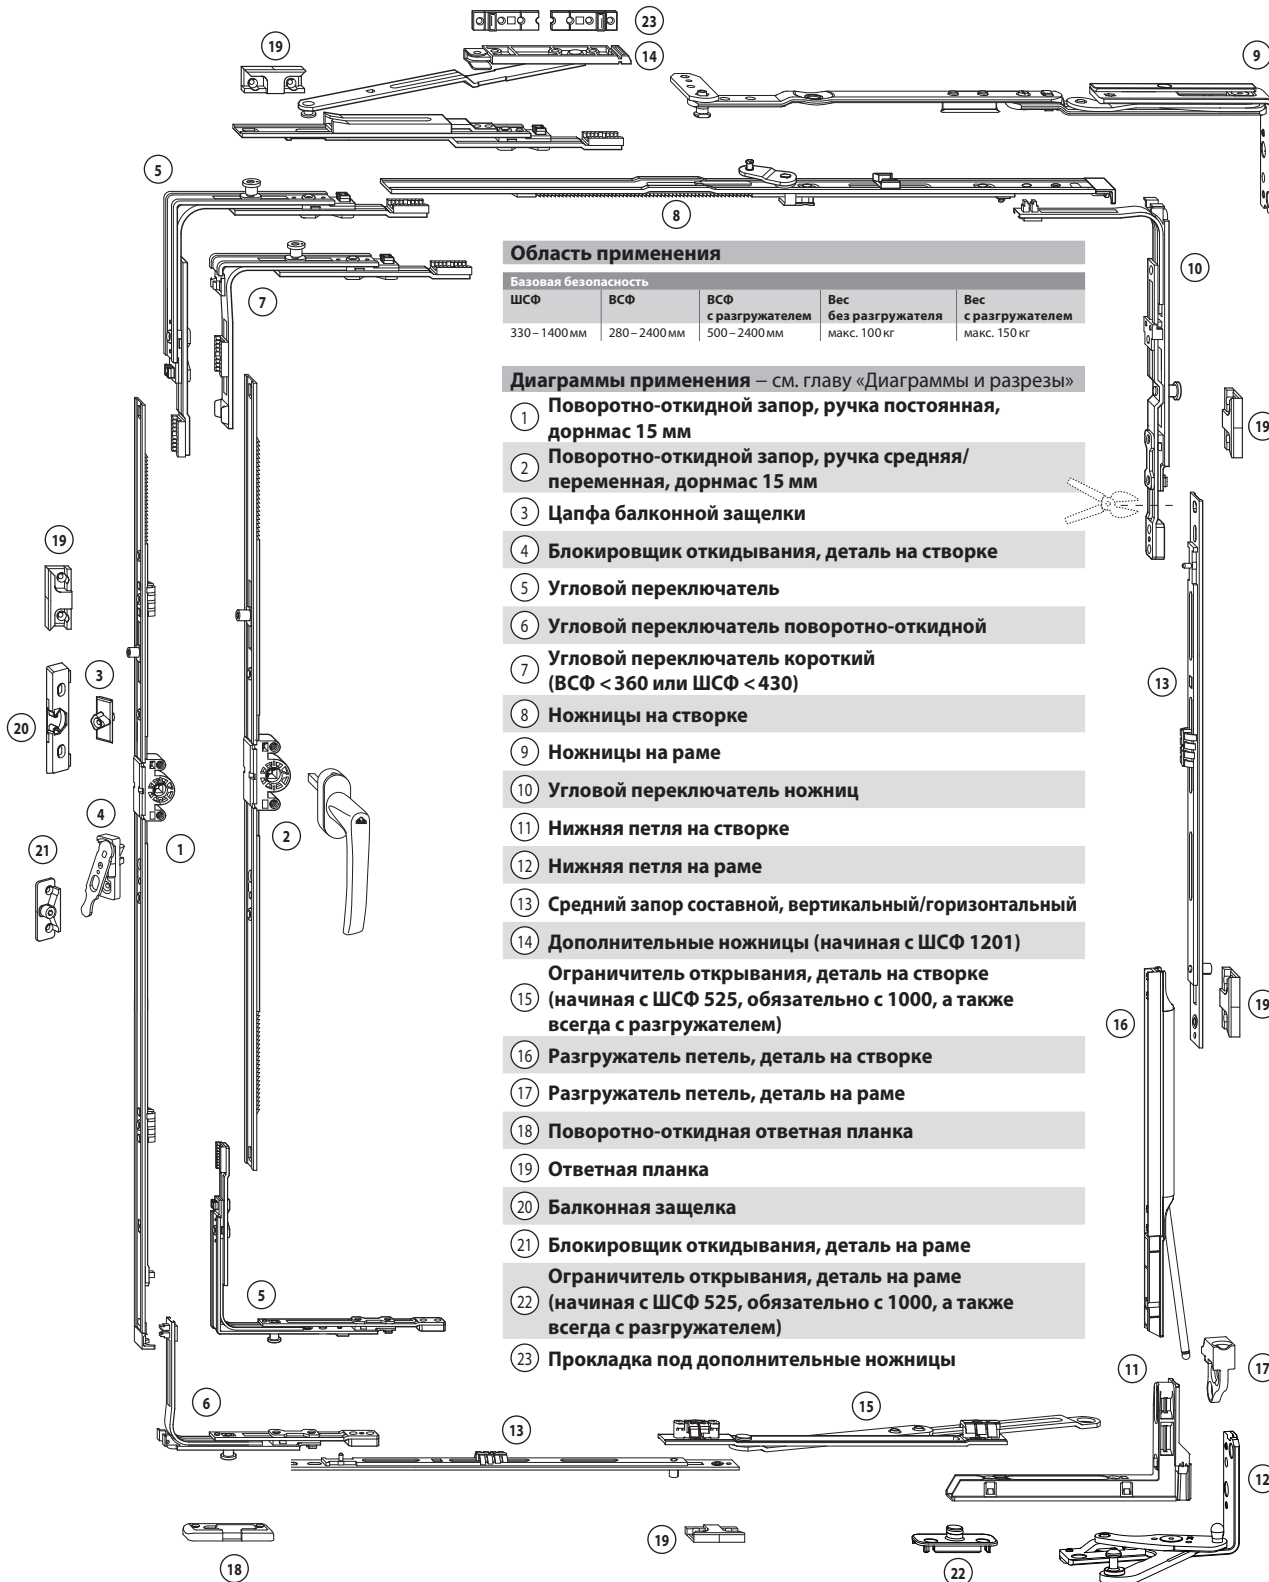 23
19
14
9
5
8
10
7
Область применения
Базовая безопасность
ШСФ ВСФ ВСФ с разгружателем Вес без разгружателя Вес с разгружателем
330–1400 мм 280–2400 мм 500–2400 мм макс. 100 кг макс. 150 кг
Диаграммы применения – см. главу «Диаграммы и разрезы»
1 Поворотно-откидной запор, ручка постоянная,
дорнмас 15 мм
2 Поворотно-откидной запор, ручка средняя/
переменная, дорнмас 15 мм
3 Цапфа балконной защелки
4 Блокировщик откидывания, деталь на створке
5 Угловой переключатель
6 Угловой переключатель поворотно-откидной
7 Угловой переключатель короткий
(ВСФ < 360 или ШСФ < 430)
8 Ножницы на створке
9 Ножницы на раме
10 Угловой переключатель ножниц
11 Нижняя петля на створке
12 Нижняя петля на раме
13 Средний запор составной, вертикальный/горизонтальный
14 Дополнительные ножницы (начиная с ШСФ 1201)
15 Ограничитель открывания, деталь на створке
(начиная с ШСФ 525, обязательно с 1000, а также
всегда с разгружателем)
16 Разгружатель петель, деталь на створке
17 Разгружатель петель, деталь на раме
18 Поворотно-откидная ответная планка
19 Ответная планка
20 Балконная защелка
21 Блокировщик откидывания, деталь на раме
22 Ограничитель открывания, деталь на раме
(начиная с ШСФ 525, обязательно с 1000, а также
всегда с разгружателем)
23 Прокладка под дополнительные ножницы
19
19
3
13
20
4
21
1
2
19
16
5
11
17
6
13
15
12
18
19
22